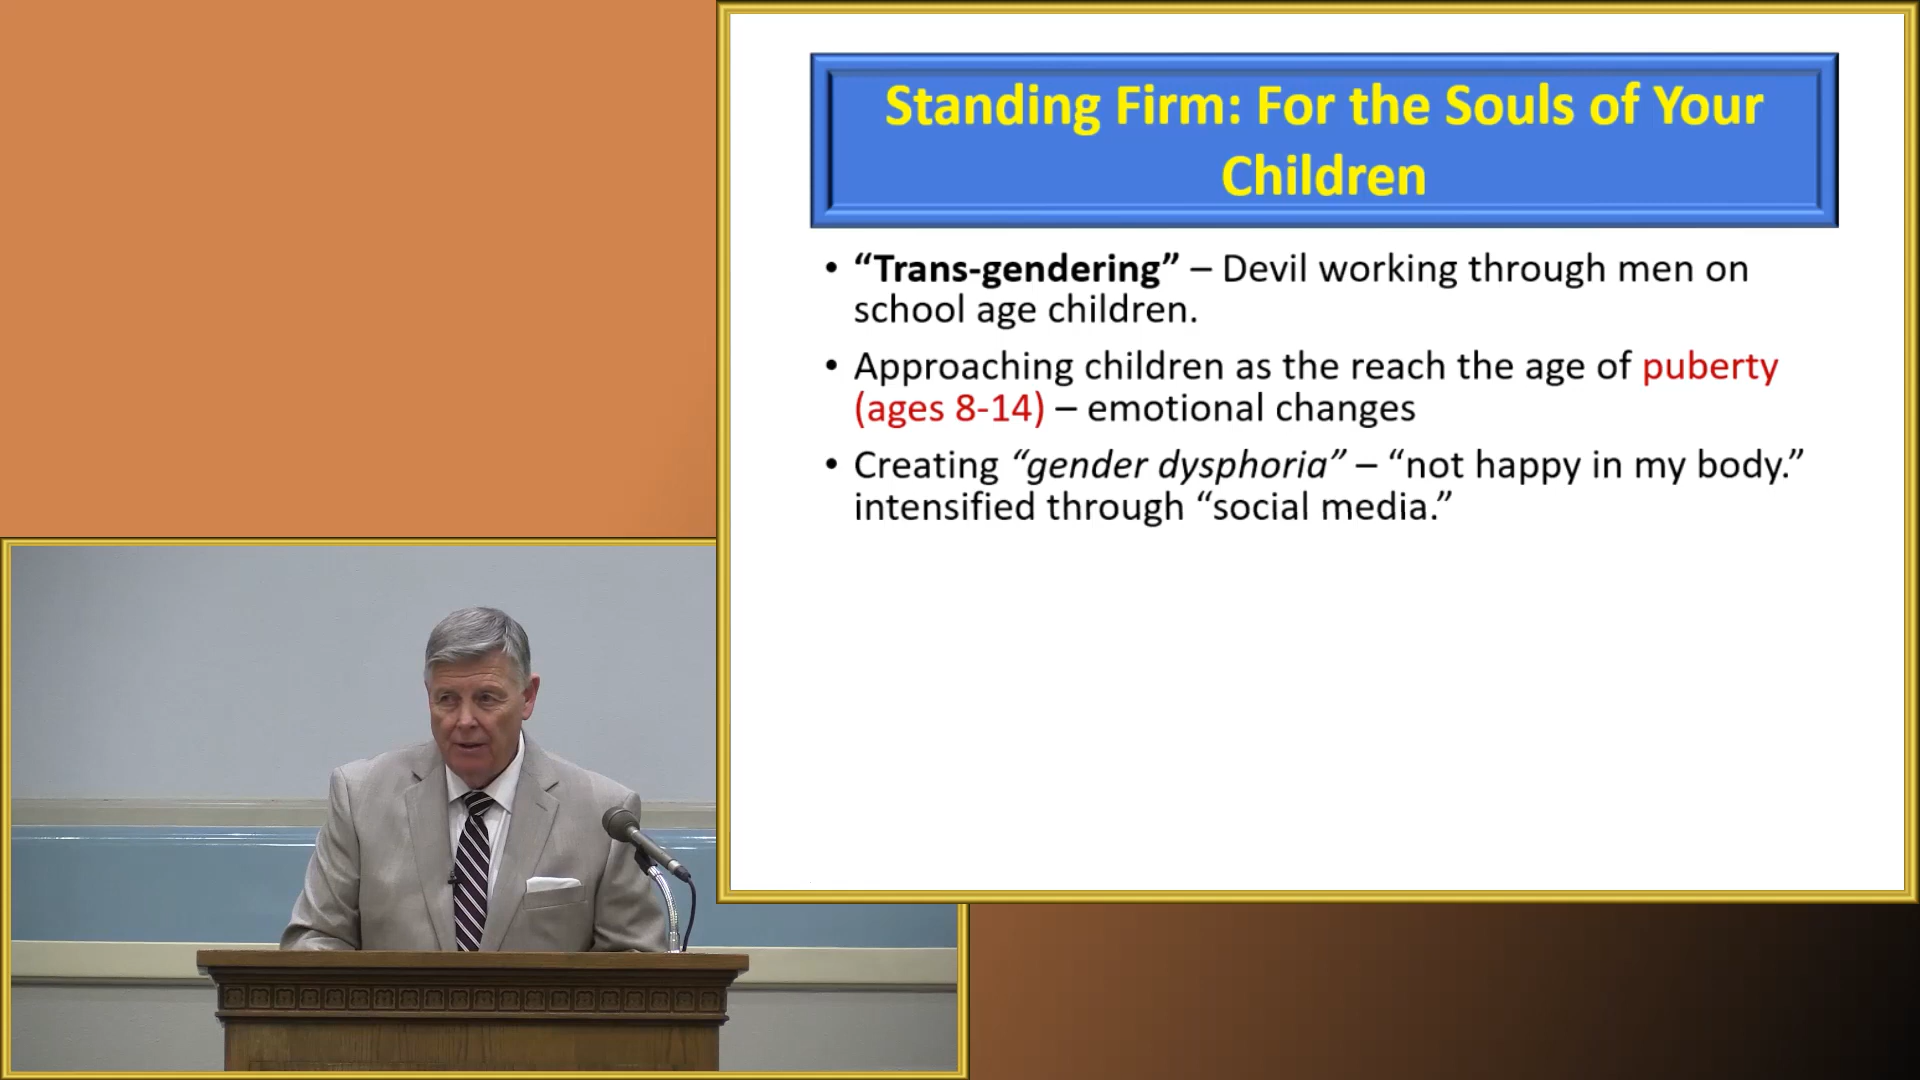 Standing Firm: For the Souls of Your
Children
• “Trans-gendering” – Devil working through men on
school age children.
• Approaching children as the reach the age of puberty
(ages 8-14) – emotional changes
• Creating “gender dysphoria” – “not happy in my body.”
intensified through “social media.”